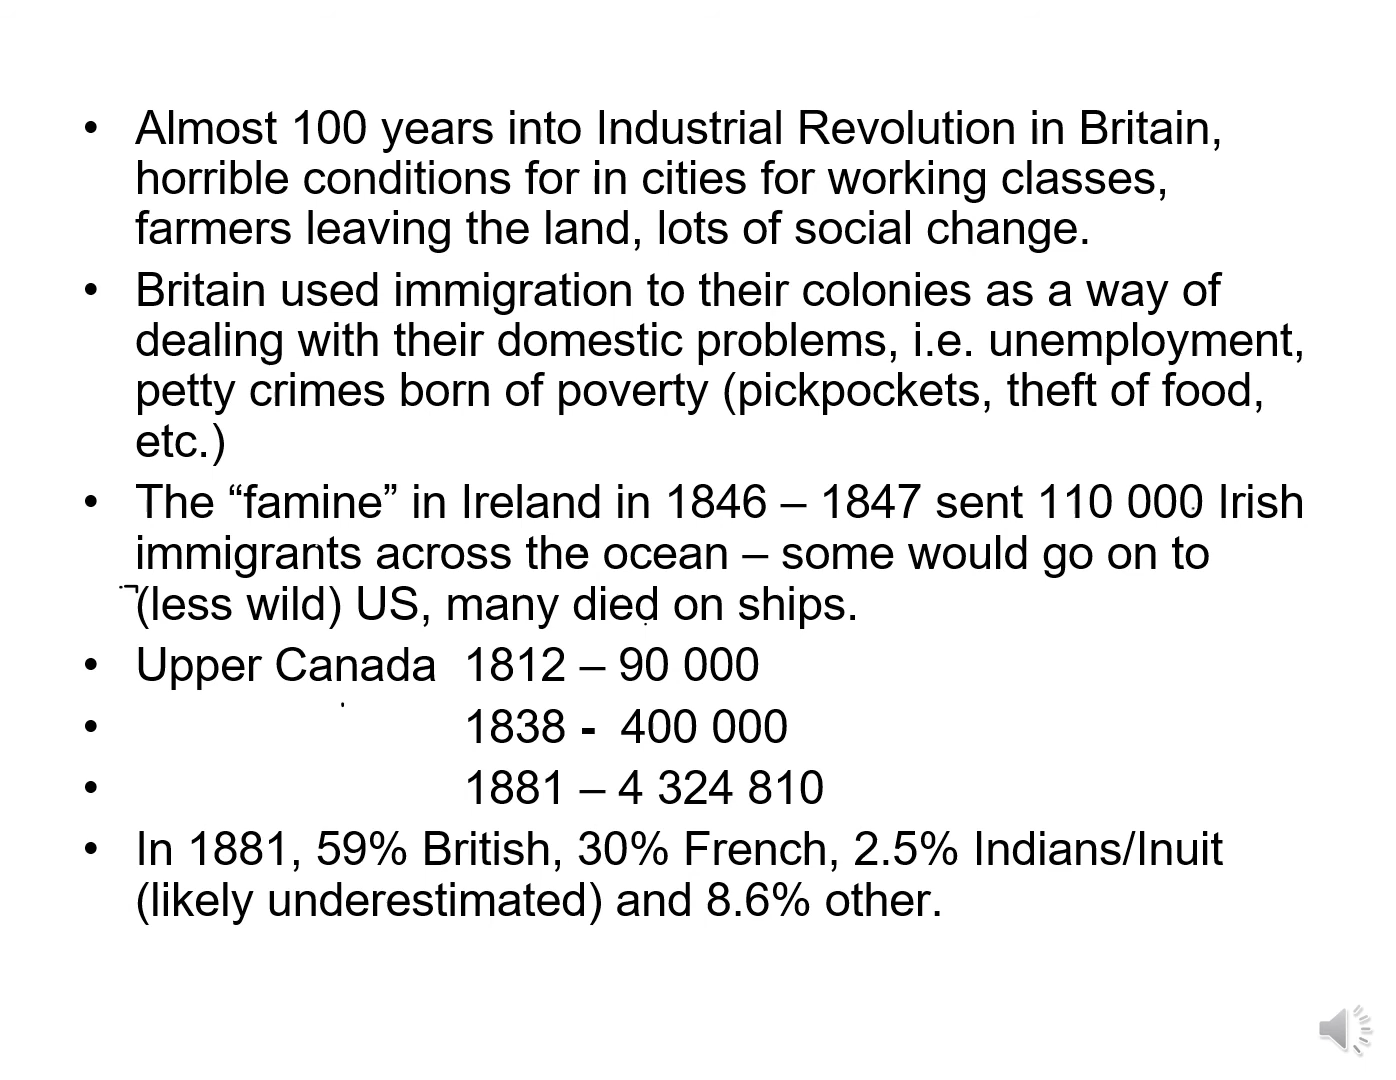 • Almost 100 years into Industrial Revolution in Britain,
horrible conditions for in cities for working classes,
farmers leaving the land, lots of social change.
• Britain used immigration to their colonies as a way of
dealing with their domestic problems, i.e. unemployment,
petty crimes born of poverty (pickpockets, theft of food,
etc.)
• The “famine” in Ireland in 1846 – 1847 sent 110 000 Irish
immigrants across the ocean – some would go on to
(less wild) US, many died on ships.
• Upper Canada 1812 – 90 000
• 1838 - 400 000
• 1881 – 4 324 810
• In 1881, 59% British, 30% French, 2.5% Indians/Inuit
(likely underestimated) and 8.6% other.